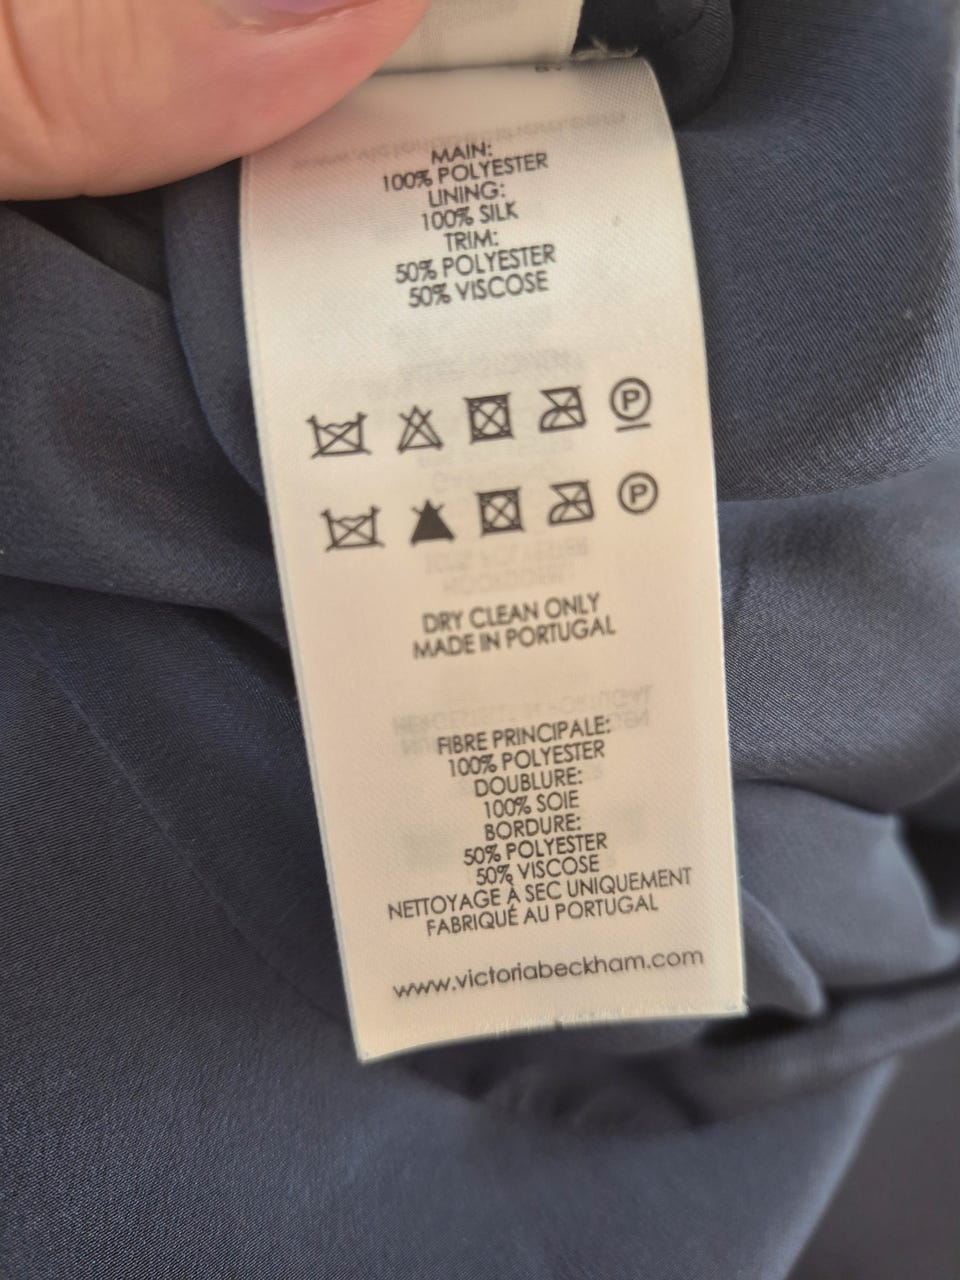 MAIN:
100% POLYESTER
LINING:
100% SILK
TRIM:
50% POLYESTER
50% VISCOSE
P
P
DRY CLEAN ONLY
MADE IN PORTUGAL
FIBRE PRINCIPALE:
100% POLYESTER
DOUBLURE:
100% SOIE
BORDURE:
50% POLYESTER
50% VISCOSE
NETTOYAGE À SEC UNIQUEMENT
FABRIQUÉ AU PORTUGAL
www.victoriabeckham.com